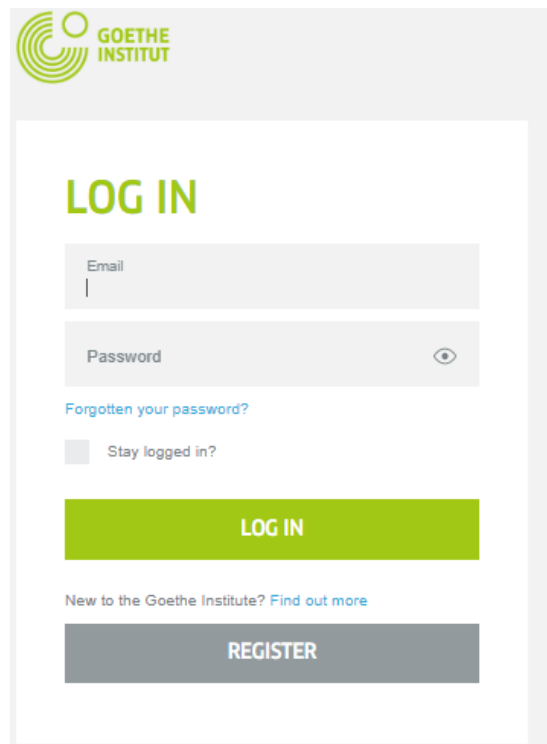 GOETHE
INSTITUT
LOG IN
Email
Password
Forgotten your password?
Stay logged in?
LOG IN
New to the Goethe Institute? Find out more
REGISTER